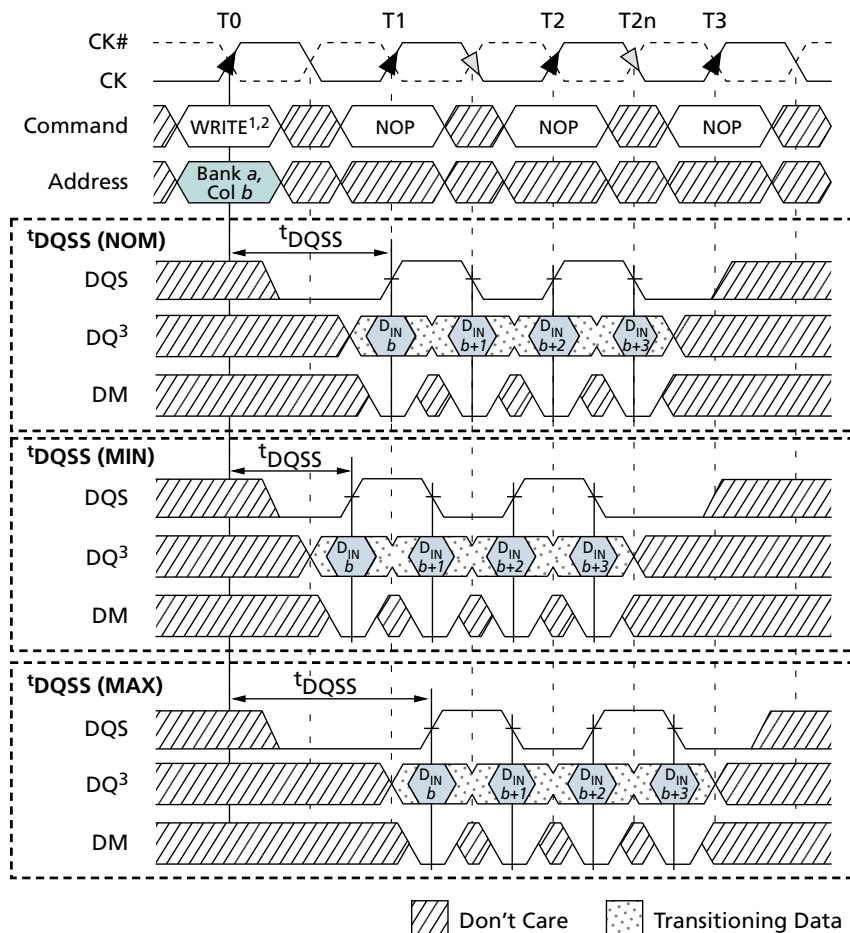 T0 T1 T2 T2n T3
CK#
CK
Command WRITE1,2 NOP NOP NOP
Address Bank a,
Col b
tDQSS (NOM) tDQSS
DQS
DQ3 DIN DIN DIN DIN
b b+1 b+2 b+3
DM
tDQSS (MIN) tDQSS
DQS
DQ3 DIN DIN DIN DIN
b b+1 b+2 b+3
DM
tDQSS (MAX) tDQSS
DQS
DQ3 DIN DIN DIN DIN
b b+1 b+2 b+3
DM
Don't Care Transitioning Data